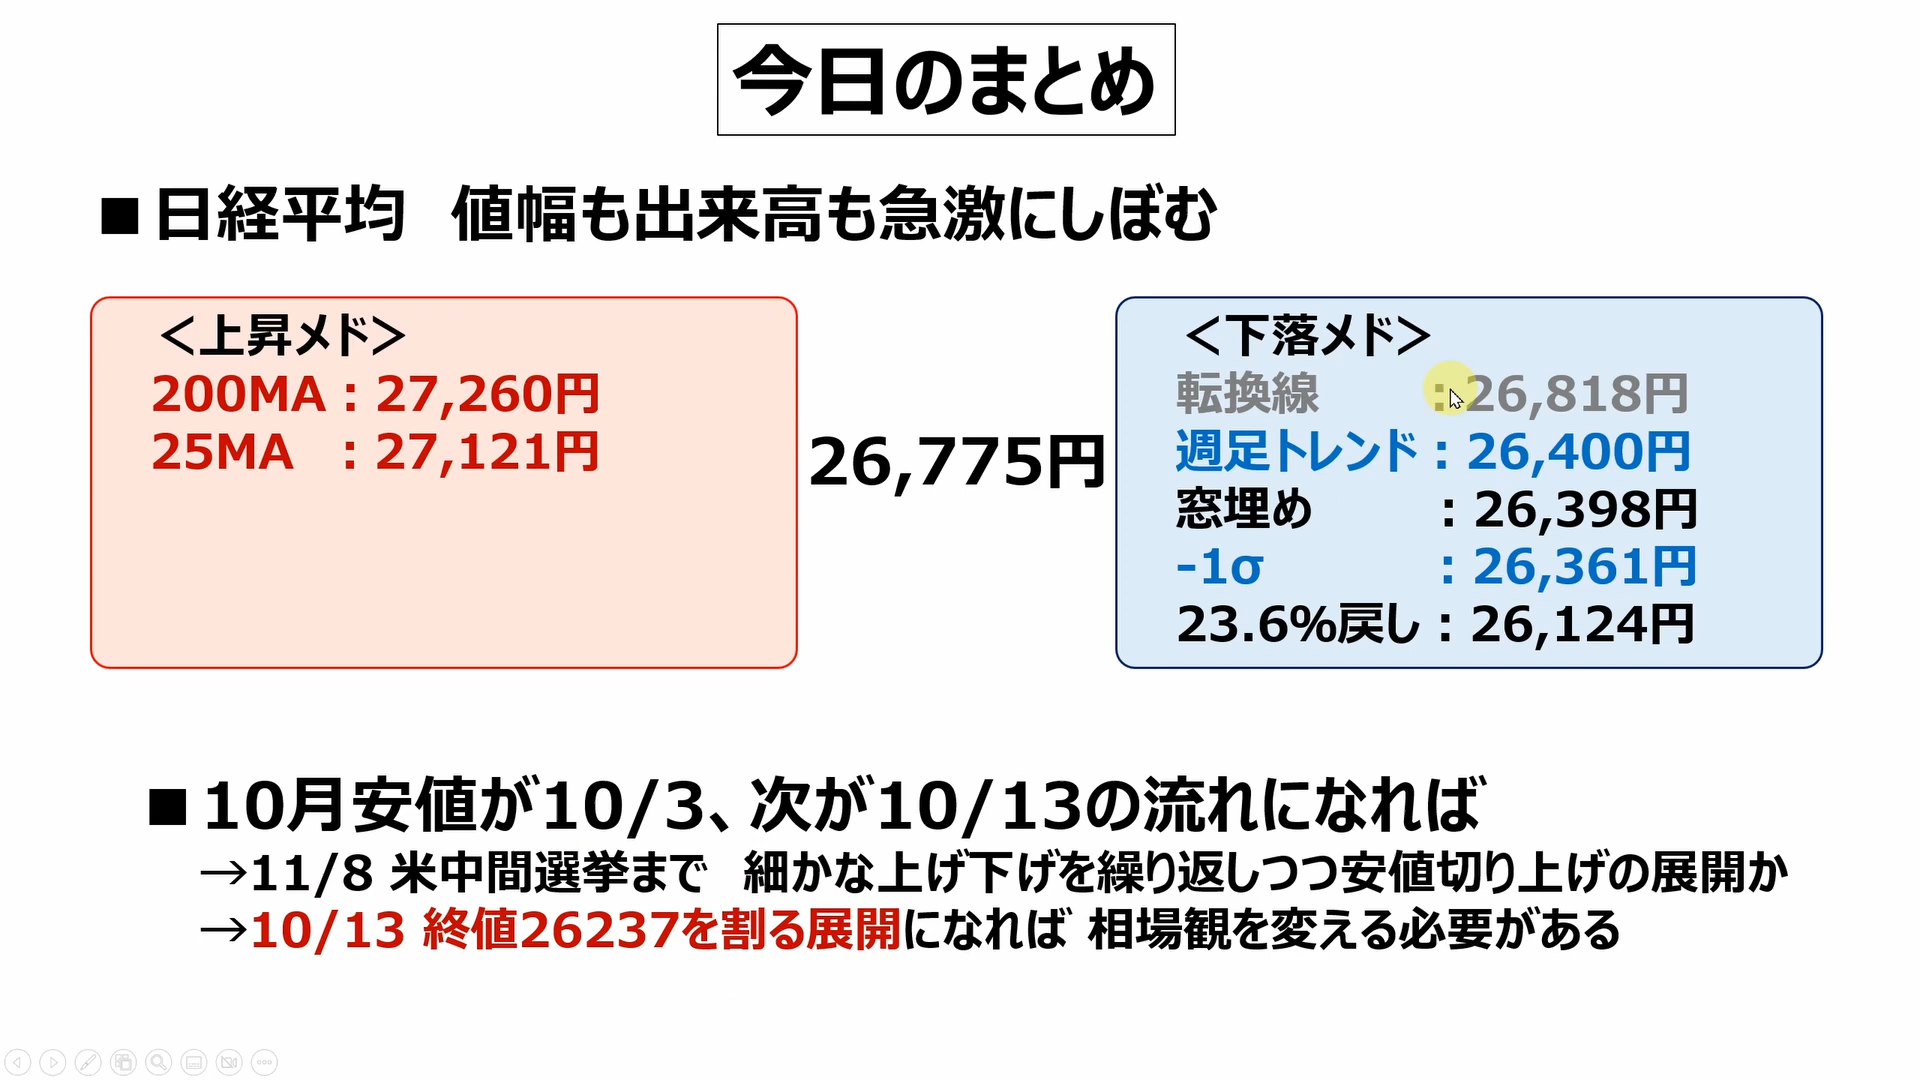 今日のまとめ
■日経平均 値幅も出来高も急激にしぼむ
＜上昇メド＞
200MA：27,260円
25MA ：27,121円
26,775円
＜下落メド＞
転換線 ：26,818円
週足トレンド：26,400円
窓埋め ：26,398円
-1σ ：26,361円
23.6%戻し：26,124円
■10月安値が10/3、次が10/13の流れになれば
→11/8 米中間選挙まで 細かな上げ下げを繰り返しつつ安値切り上げの展開か
→10/13 終値26237を割る展開になれば 相場観を変える必要がある